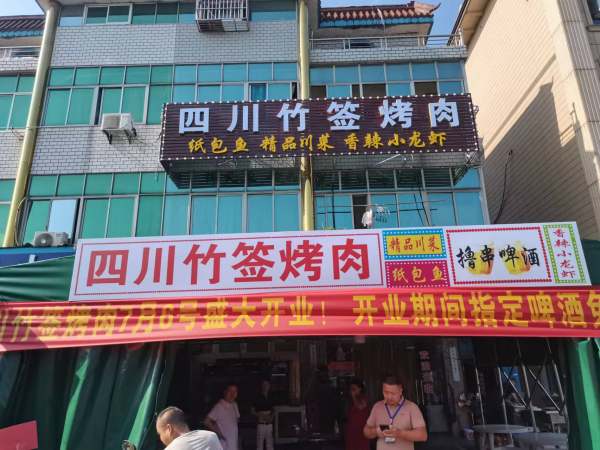 四川竹签烤肉
纸包鱼 精品川菜 香辣小龙虾
四川竹签烤肉
精品川菜
纸包鱼
撸串啤酒
香辣小龙虾
川竹签烤肉7月6号盛大开业！ 开业期间指定啤酒免